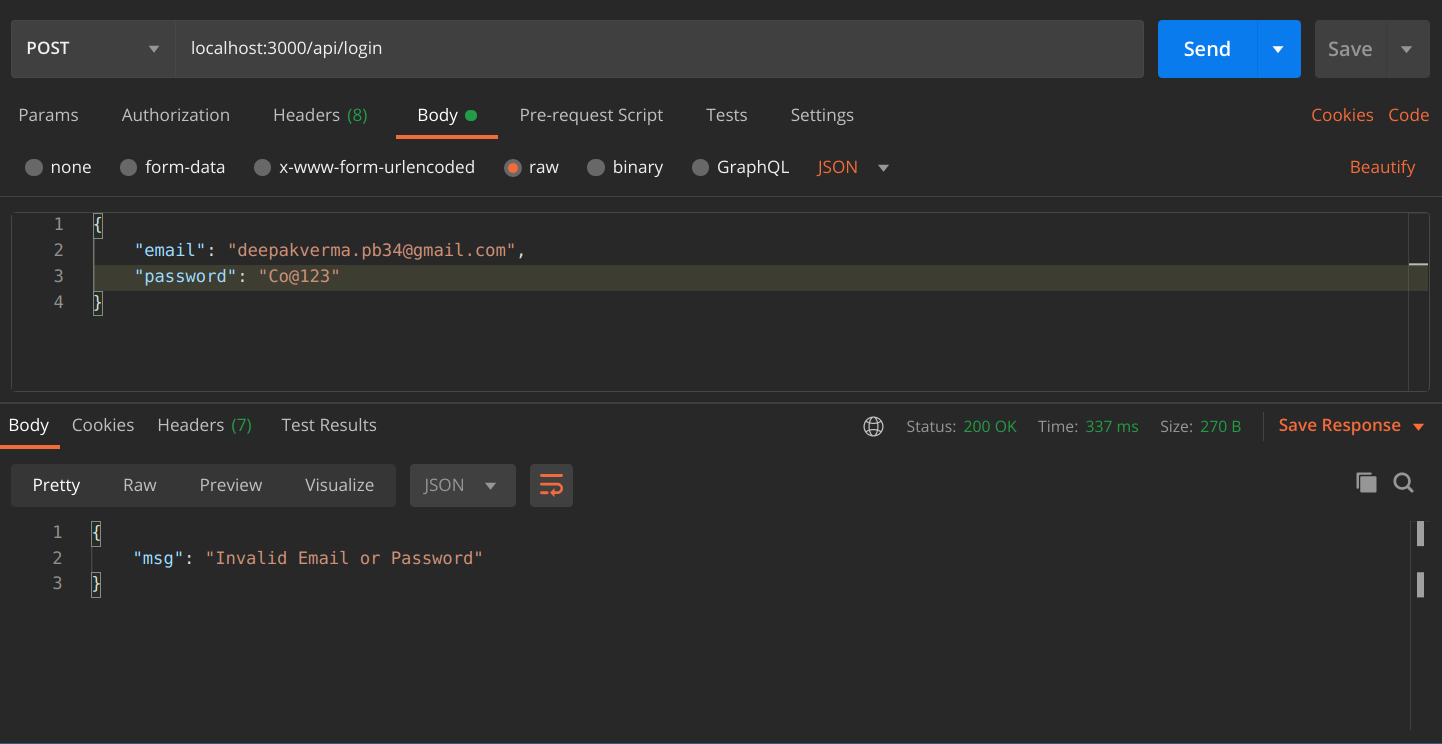 POST localhost:3000/api/login Send Save
Params Authorization Headers (8) Body Pre-request Script Tests Settings Cookies Code
none form-data x-www-form-urlencoded raw binary GraphQL JSON Beautify
1 {
2 "email": "deepakverma.pb34@gmail.com",
3 "password": "Co@123"
4 }
Body Cookies Headers (7) Test Results Status: 200 OK Time: 337 ms Size: 270 B Save Response
Pretty Raw Preview Visualize JSON
1 {
2 "msg": "Invalid Email or Password"
3 }